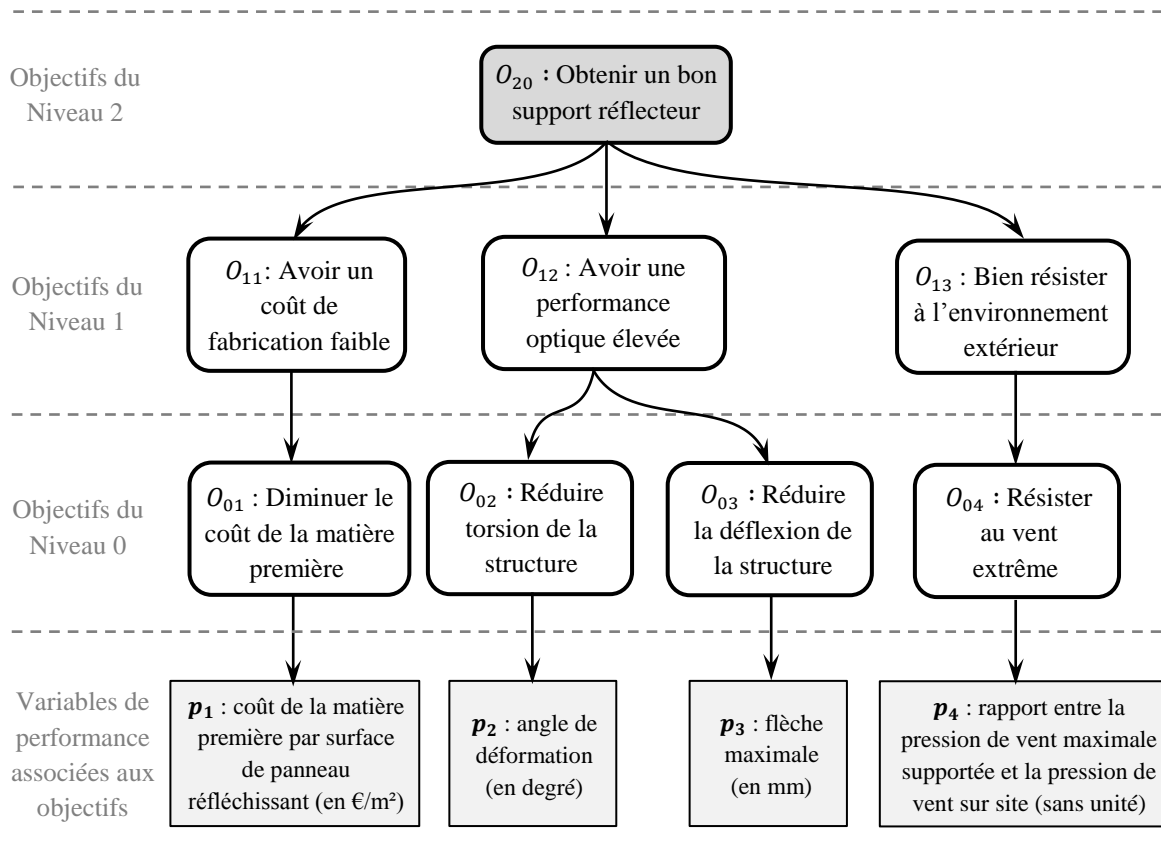 Objectifs du
Niveau 2
O₂₀ : Obtenir un bon
support réflecteur
Objectifs du
Niveau 1
O₁₁: Avoir un
coût de
fabrication faible
O₁₂ : Avoir une
performance
optique élevée
O₁₃ : Bien résister
à l’environnement
extérieur
Objectifs du
Niveau 0
O₀₁ : Diminuer le
coût de la matière
première
O₀₂ : Réduire
torsion de la
structure
O₀₃ : Réduire
la déflexion de
la structure
O₀₄ : Résister
au vent
extrême
Variables de
performance
associées aux
objectifs
p₁ : coût de la matière
première par surface
de panneau
réfléchissant (en €/m²)
p₂ : angle de
déformation
(en degré)
p₃ : flèche
maximale
(en mm)
p₄ : rapport entre la
pression de vent maximale
supportée et la pression de
vent sur site (sans unité)